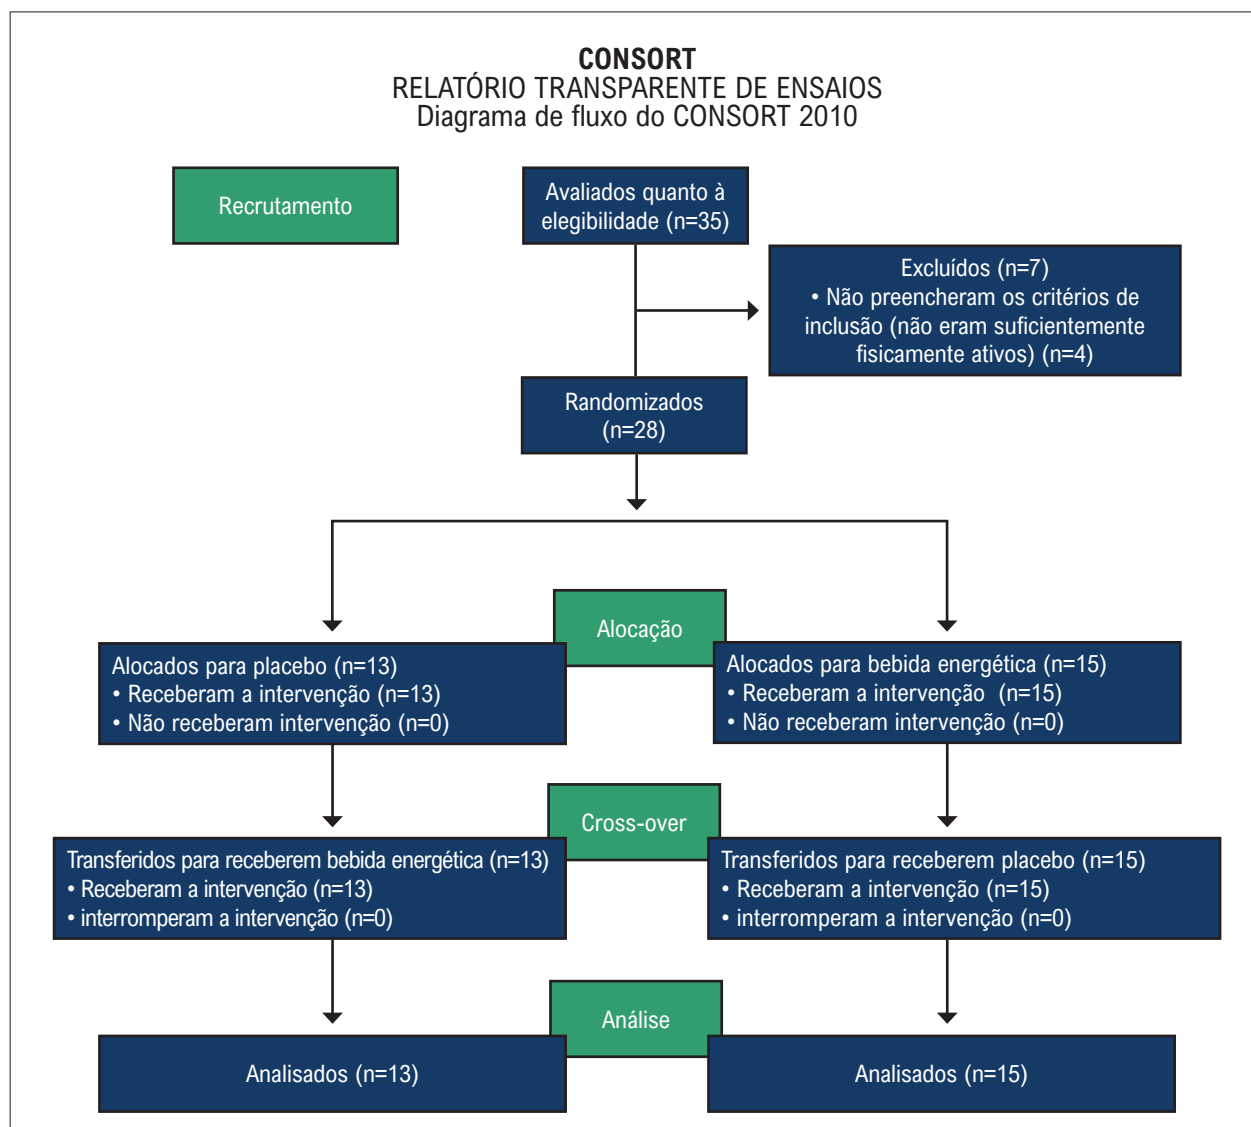 CONSORT
RELATÓRIO TRANSPARENTE DE ENSAIOS
Diagrama de fluxo do CONSORT 2010
Recrutamento
Avaliados quanto à
elegibilidade (n=35)
Excluídos (n=7)
• Não preencheram os critérios de
inclusão (não eram suficientemente
fisicamente ativos) (n=4)
Randomizados
(n=28)
Alocação
Alocados para placebo (n=13)
• Receberam a intervenção (n=13)
• Não receberam intervenção (n=0)
Alocados para bebida energética (n=15)
• Receberam a intervenção (n=15)
• Não receberam intervenção (n=0)
Cross-over
Transferidos para receberem bebida energética (n=13)
• Receberam a intervenção (n=13)
• interromperam a intervenção (n=0)
Transferidos para receberem placebo (n=15)
• Receberam a intervenção (n=15)
• interromperam a intervenção (n=0)
Análise
Analisados (n=13)
Analisados (n=15)